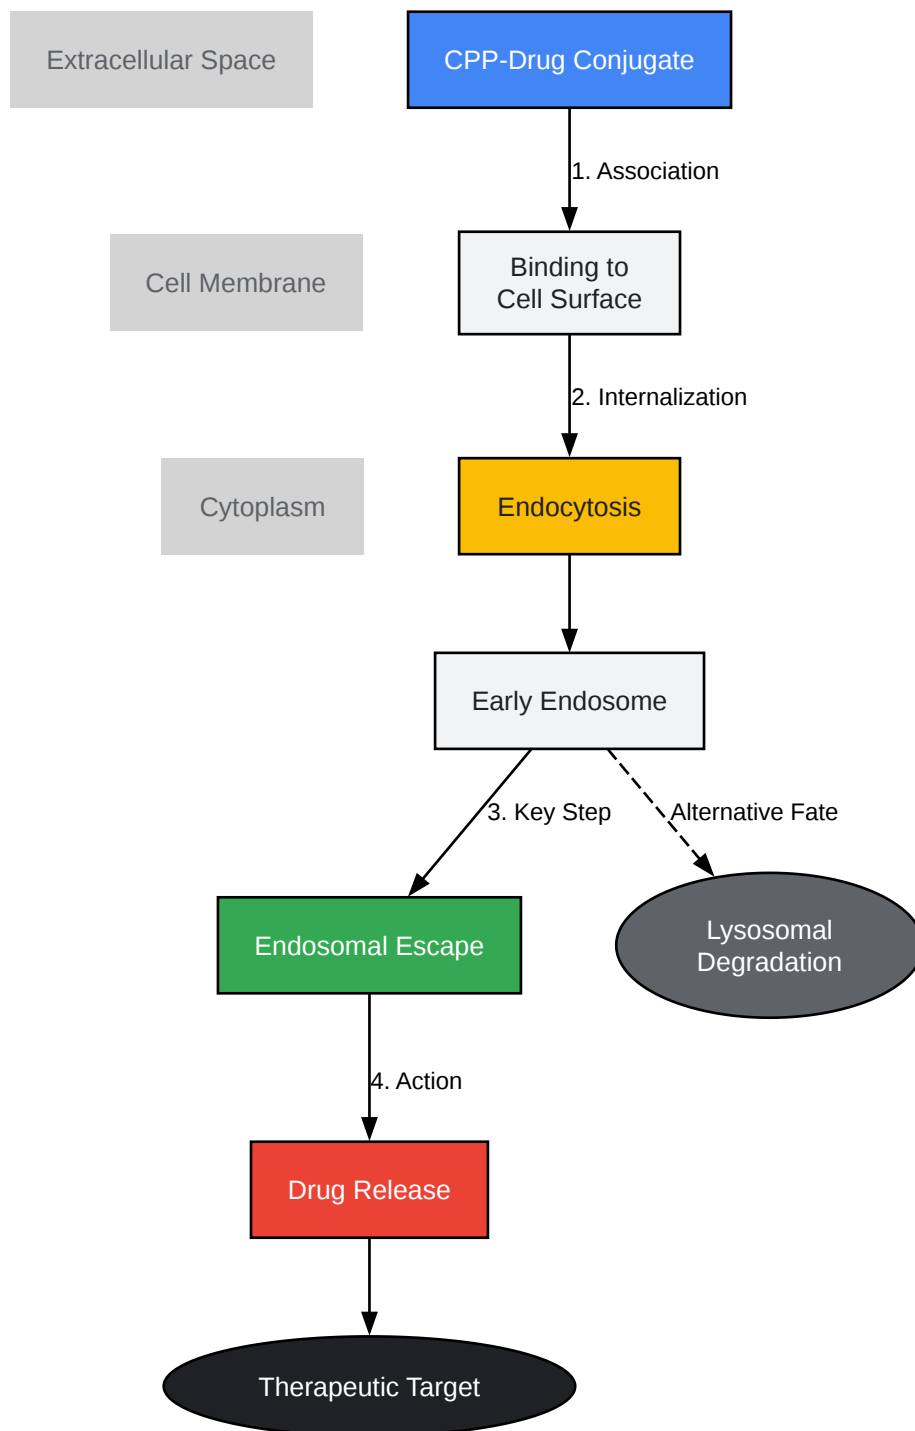 Extracellular Space
CPP-Drug Conjugate
1. Association
Cell Membrane
Binding to
Cell Surface
2. Internalization
Cytoplasm
Endocytosis
Early Endosome
3. Key Step
Alternative Fate
Endosomal Escape
Lysosomal
Degradation
4. Action
Drug Release
Therapeutic Target